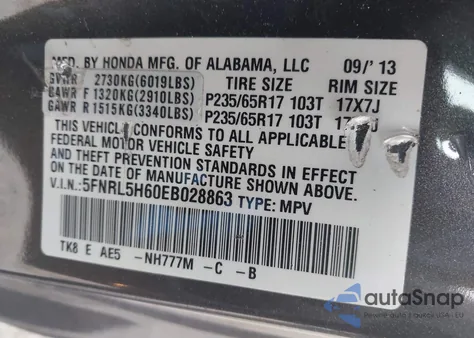 MFD. BY HONDA MFG. OF ALABAMA, LLC 09/'13
GVWR 2730KG(6019LBS) TIRE SIZE RIM SIZE
GAWR F 1320KG(2910LBS) P235/65R17 103T 17X7J
GAWR R 1515KG(3340LBS) P235/65R17 103T 17X7J
THIS VEHICLE CONFORMS TO ALL APPLICABLE
FEDERAL MOTOR VEHICLE SAFETY
AND THEFT PREVENTION STANDARDS IN EFFECT
ON THE DATE OF MANUFACTURE SHOWN ABOVE.
V.I.N.: 5FNRL5H60EB028863 TYPE: MPV
TK8 E AE5 -NH777M -C -B
autaSnap